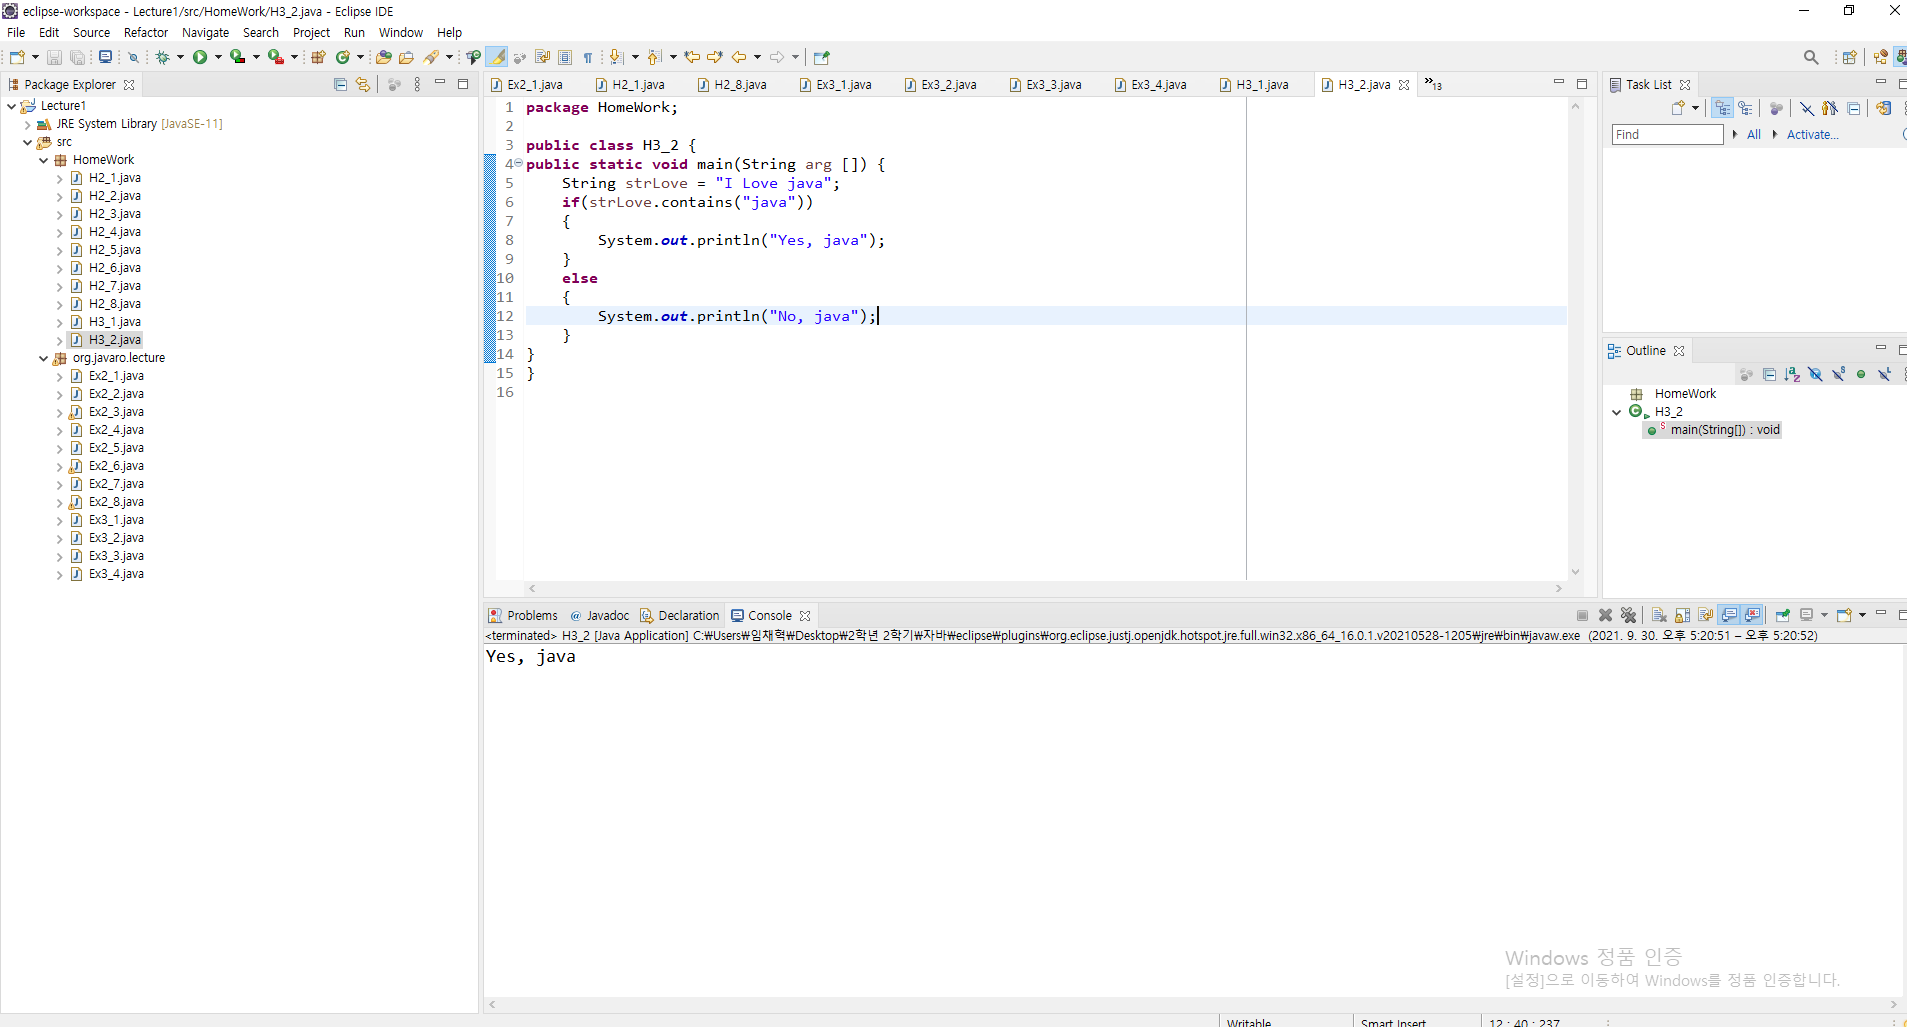 eclipse-workspace - Lecture1/src/HomeWork/H3_2.java - Eclipse IDE
File Edit Source Refactor Navigate Search Project Run Window Help
Package Explorer
Lecture1
JRE System Library [JavaSE-11]
src
HomeWork
H2_1.java
H2_2.java
H2_3.java
H2_4.java
H2_5.java
H2_6.java
H2_7.java
H2_8.java
H3_1.java
H3_2.java
org.javaro.lecture
Ex2_1.java
Ex2_2.java
Ex2_3.java
Ex2_4.java
Ex2_5.java
Ex2_6.java
Ex2_7.java
Ex2_8.java
Ex3_1.java
Ex3_2.java
Ex3_3.java
Ex3_4.java
Ex2_1.java H2_1.java H2_8.java Ex3_1.java Ex3_2.java Ex3_3.java Ex3_4.java H3_1.java H3_2.java »13
1 package HomeWork;
2
3 public class H3_2 {
4 public static void main(String arg []) {
5 String strLove = "I Love java";
6 if(strLove.contains("java"))
7 {
8 System.out.println("Yes, java");
9 }
10 else
11 {
12 System.out.println("No, java");
13 }
14 }
15 }
16
Task List
Find All Activate...
Outline
HomeWork
H3_2
main(String[]) : void
Problems Javadoc Declaration Console
<terminated> H3_2 [Java Application] C:₩Users₩임채혁₩Desktop₩2학년 2학기₩자바₩eclipse₩plugins₩org.eclipse.justj.openjdk.hotspot.jre.full.win32.x86_64_16.0.1.v20210528-1205₩jre₩bin₩javaw.exe (2021. 9. 30. 오후 5:20:51 – 오후 5:20:52)
Yes, java
Windows 정품 인증
[설정]으로 이동하여 Windows를 정품 인증합니다.
Writable Smart Insert 12 : 40 : 237